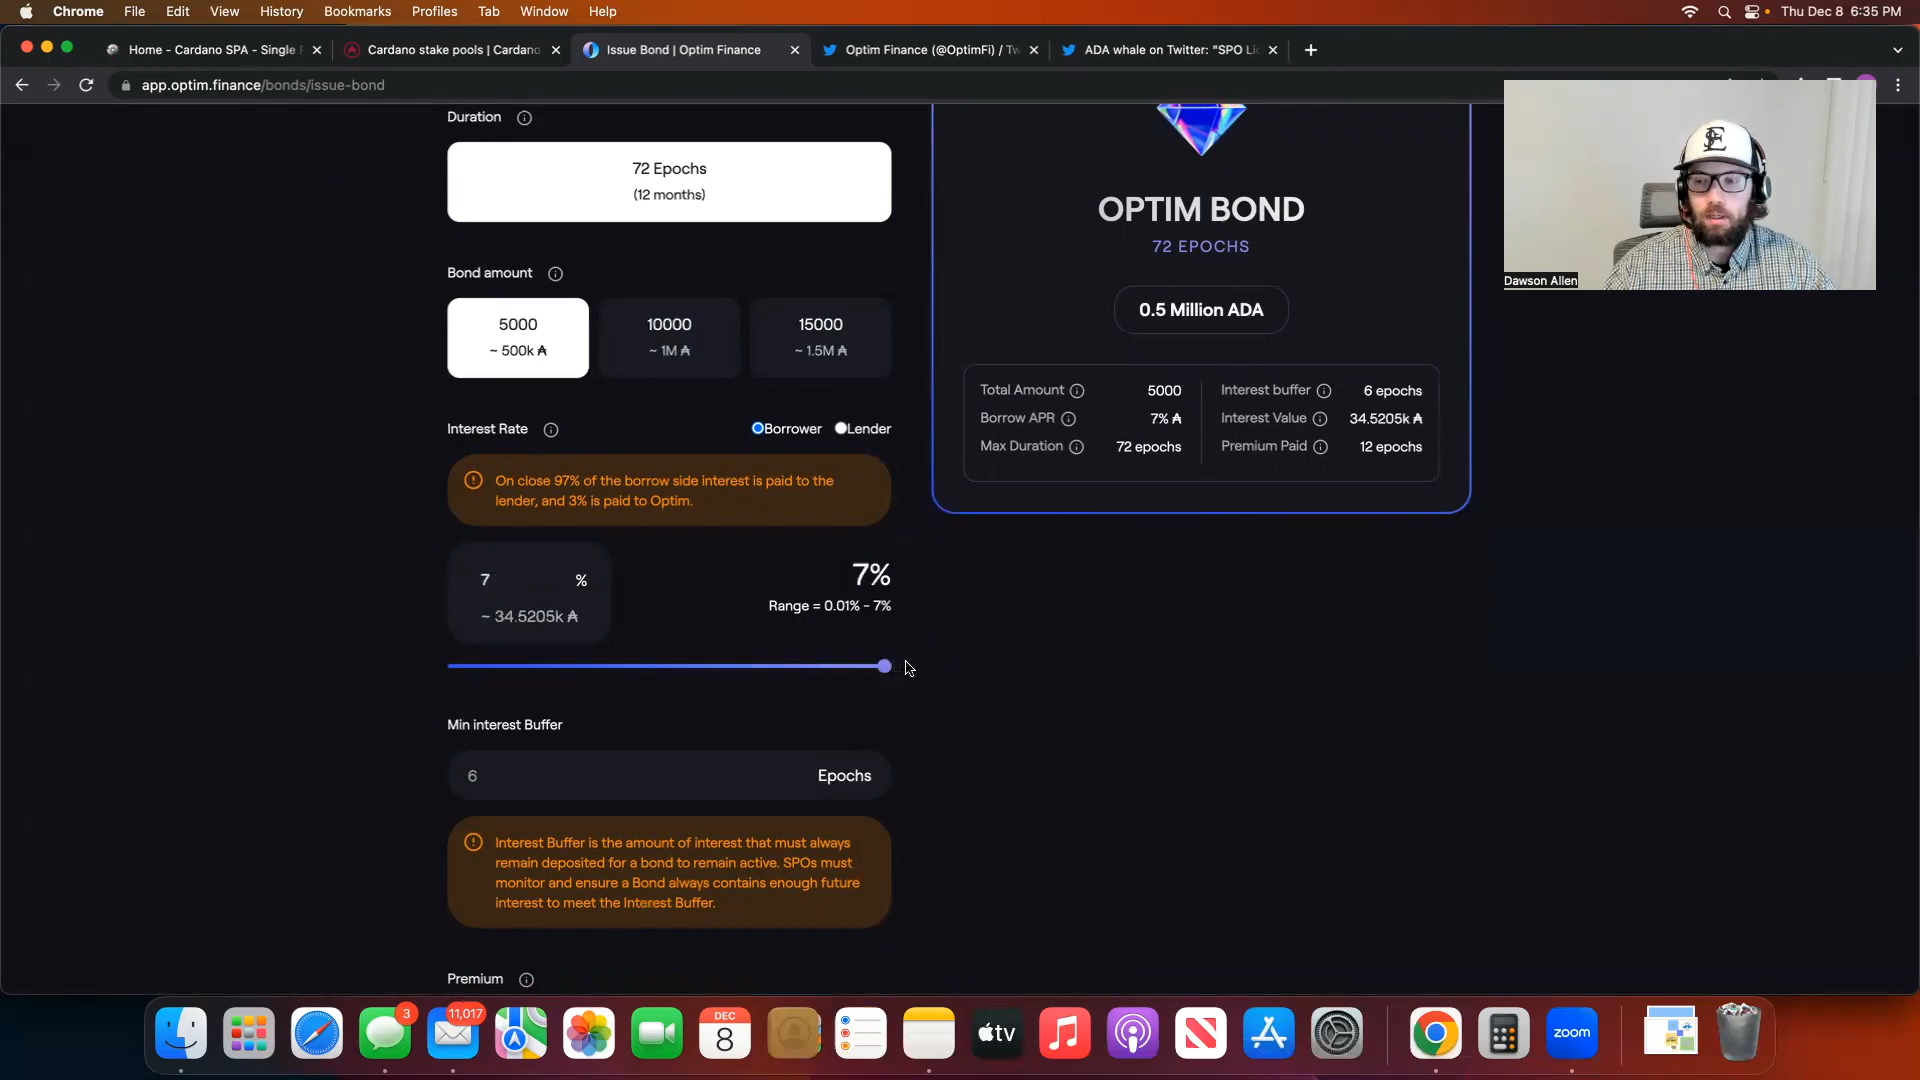 Chrome File Edit View History Bookmarks Profiles Tab Window Help
Thu Dec 8 6:35 PM
Home - Cardano SPA - Single
Cardano stake pools | Cardano
Issue Bond | Optim Finance
Optim Finance (@OptimFi) / Tw
ADA whale on Twitter: "SPO Li
app.optim.finance/bonds/issue-bond
Dawson Allen
Duration
72 Epochs
(12 months)
Bond amount
5000
~ 500k ₳
10000
~ 1M ₳
15000
~ 1.5M ₳
Interest Rate
Borrower Lender
On close 97% of the borrow side interest is paid to the
lender, and 3% is paid to Optim.
7 %
~ 34.5205k ₳
7%
Range = 0.01% - 7%
Min interest Buffer
6 Epochs
Interest Buffer is the amount of interest that must always
remain deposited for a bond to remain active. SPOs must
monitor and ensure a Bond always contains enough future
interest to meet the Interest Buffer.
Premium
OPTIM BOND
72 EPOCHS
0.5 Million ADA
Total Amount 5000
Borrow APR 7% ₳
Max Duration 72 epochs
Interest buffer 6 epochs
Interest Value 34.5205k ₳
Premium Paid 12 epochs
3
11,017
DEC
8
tv
zoom